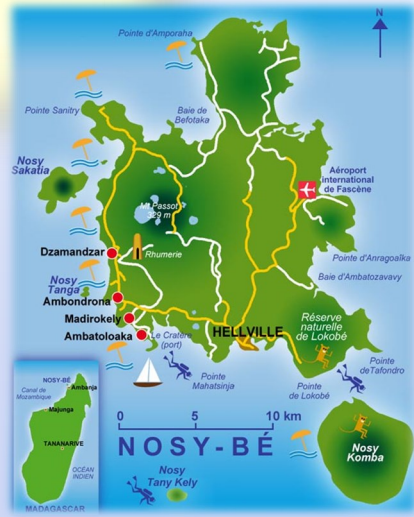 N
Pointe d'Amporaha
Pointe Sanitry
Baie de
Befotaka
Nosy
Sakatia
Aéroport
international
de Fascène
Mt Passot
329 m
Dzamandzar
Rhumerie
Pointe d'Anragoaïka
Baie d'Ambatozavavy
Nosy
Tanga
Ambondrona
Madirokely
Ambatoloaka
Le Cratère
(port)
HELLVILLE
Réserve
naturelle
de Lokobé
Pointe
Mahatsinja
Pointe
deTafondro
Pointe
de Lokobé
0 5 10 km
NOSY-BÉ
Nosy
Komba
Nosy
Tany Kely
NOSY-BÉ
Ambanja
Canal de
Muzambique
Majunga
TANANARIVE
OCÉAN
INDIEN
MADAGASCAR